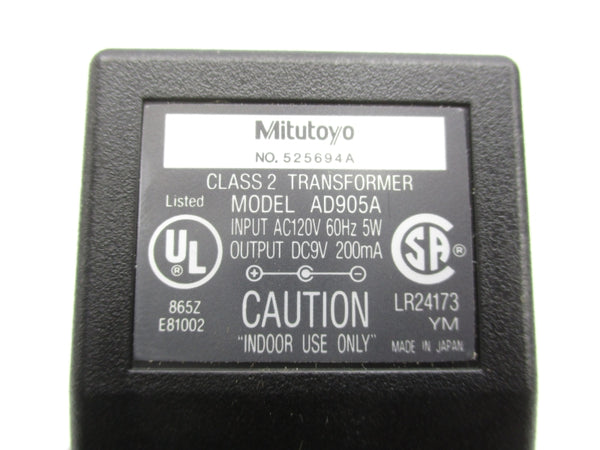 Mitutoyo
NO. 525694A
CLASS 2 TRANSFORMER
Listed
MODEL AD905A
INPUT AC120V 60Hz 5W
OUTPUT DC9V 200mA
UL ®
SA ®
+ −
865Z
E81002
CAUTION
"INDOOR USE ONLY"
LR24173
YM
MADE IN JAPAN